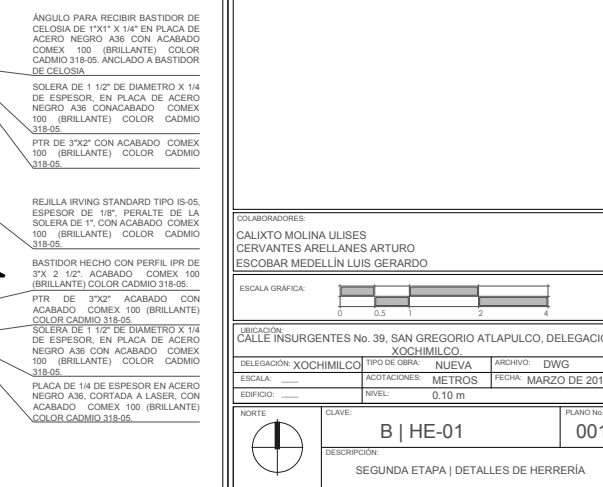 ÁNGULO PARA RECIBIR BASTIDOR DE
CELOSIA DE 1"X1" X 1/4" EN PLACA DE
ACERO NEGRO A36 CON ACABADO
COMEX 100 (BRILLANTE) COLOR
CADMIO 318-05. ANCLADO A BASTIDOR
DE CELOSIA
SOLERA DE 1 1/2" DE DIAMETRO X 1/4
DE ESPESOR, EN PLACA DE ACERO
NEGRO A36 CONACABADO COMEX
100 (BRILLANTE) COLOR CADMIO
318-05.
PTR DE 3"X2" CON ACABADO COMEX
100 (BRILLANTE) COLOR CADMIO
318-05.
REJILLA IRVING STANDARD TIPO IS-05,
ESPESOR DE 1/8", PERALTE DE LA
SOLERA DE 1", CON ACABADO COMEX
100 (BRILLANTE) COLOR CADMIO
318-05.
BASTIDOR HECHO CON PERFIL IPR DE
3"X 2 1/2". ACABADO COMEX 100
(BRILLANTE) COLOR CADMIO 318-05.
PTR DE 3"X2" ACABADO CON
ACABADO COMEX 100 (BRILLANTE)
COLOR CADMIO 318-05.
SOLERA DE 1 1/2" DE DIAMETRO X 1/4
DE ESPESOR, EN PLACA DE ACERO
NEGRO A36 CON ACABADO COMEX
100 (BRILLANTE) COLOR CADMIO
318-05.
PLACA DE 1/4 DE ESPESOR EN ACERO
NEGRO A36, CORTADA A LASER, CON
ACABADO COMEX 100 (BRILLANTE)
COLOR CADMIO 318-05.
COLABORADORES:
CALIXTO MOLINA ULISES
CERVANTES ARELLANES ARTURO
ESCOBAR MEDELLÍN LUIS GERARDO
ESCALA GRÁFICA:
0 0.5 1 2 4
UBICACIÓN:
CALLE INSURGENTES No. 39, SAN GREGORIO ATLAPULCO, DELEGACIO
XOCHIMILCO.
DELEGACIÓN: XOCHIMILCO TIPO DE OBRA: NUEVA ARCHIVO: DWG
ESCALA: ____ ACOTACIONES: METROS FECHA: MARZO DE 201
EDIFICIO: ____ NIVEL: 0.10 m
NORTE CLAVE: PLANO No.
B | HE-01 001
DESCRIPCIÓN:
SEGUNDA ETAPA | DETALLES DE HERRERÍA